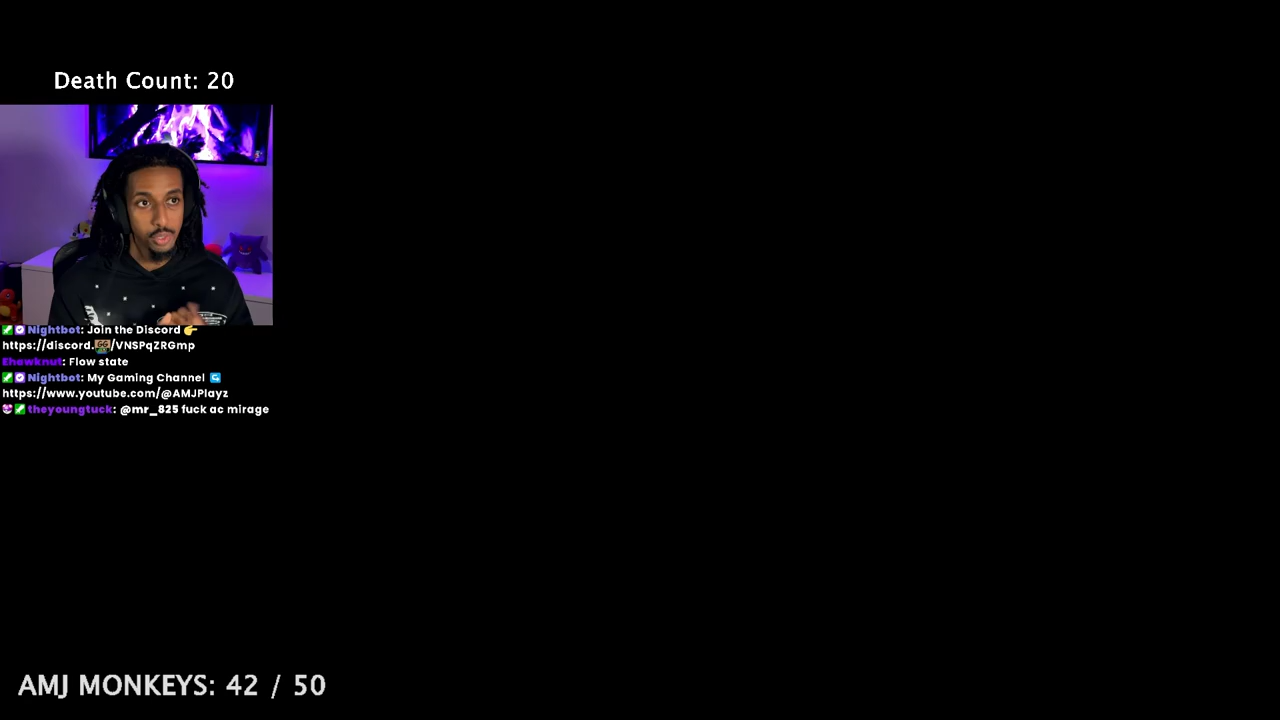 Death Count: 20
Nightbot: Join the Discord 👉
https://discord.GG/VNSPqZRGmp
Ehawknut: Flow state
Nightbot: My Gaming Channel
https://www.youtube.com/@AMJPlayz
theyoungtuck: @mr_825 fuck ac mirage
AMJ MONKEYS: 42 / 50